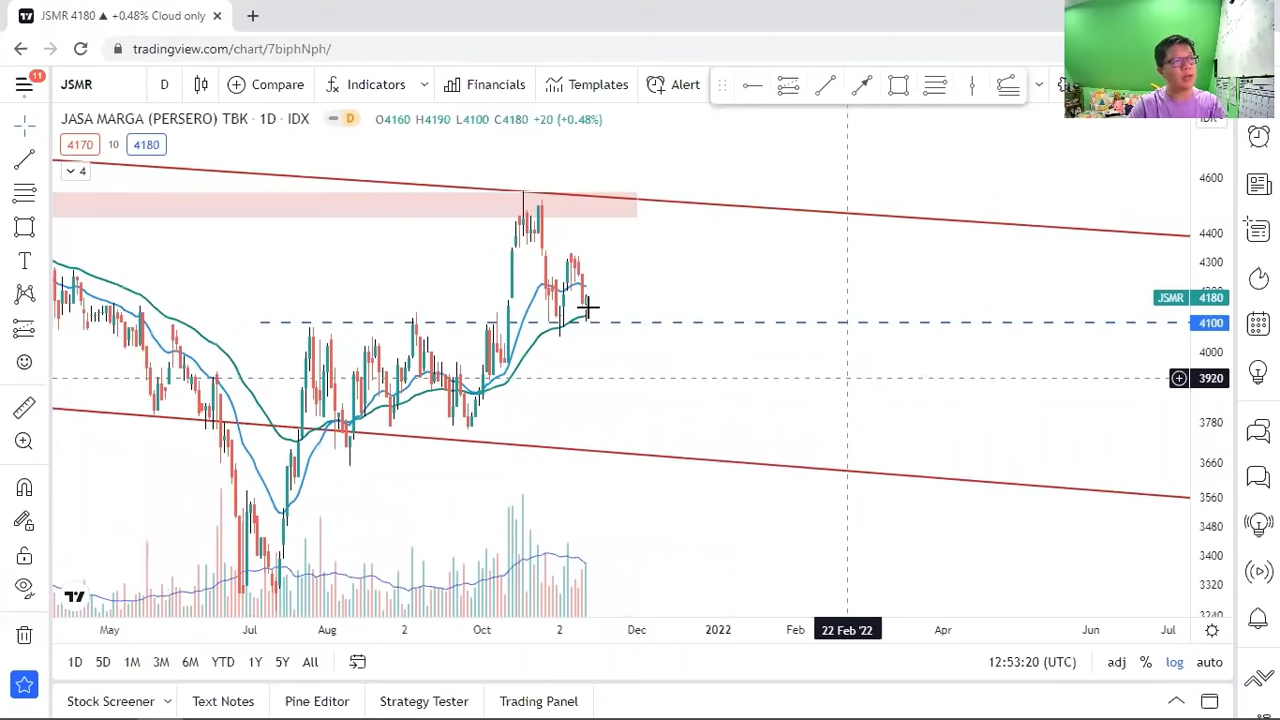 JSMR 4180 ▲ +0.48% Cloud only
tradingview.com/chart/7biphNph/
11
JSMR
D
Compare
Indicators
Financials
Templates
Alert
JASA MARGA (PERSERO) TBK · 1D · IDX
D
O4160 H4190 L4100 C4180 +20 (+0.48%)
4170
10
4180
4
4600
4400
4300
JSMR 4180
4100
4000
3920
3780
3660
3560
3480
3400
3320
3240
May
Jul
Aug
2
Oct
2
Dec
2022
Feb
22 Feb '22
Apr
Jun
Jul
1D
5D
1M
3M
6M
YTD
1Y
5Y
All
12:53:20 (UTC)
adj
%
log
auto
Stock Screener
Text Notes
Pine Editor
Strategy Tester
Trading Panel